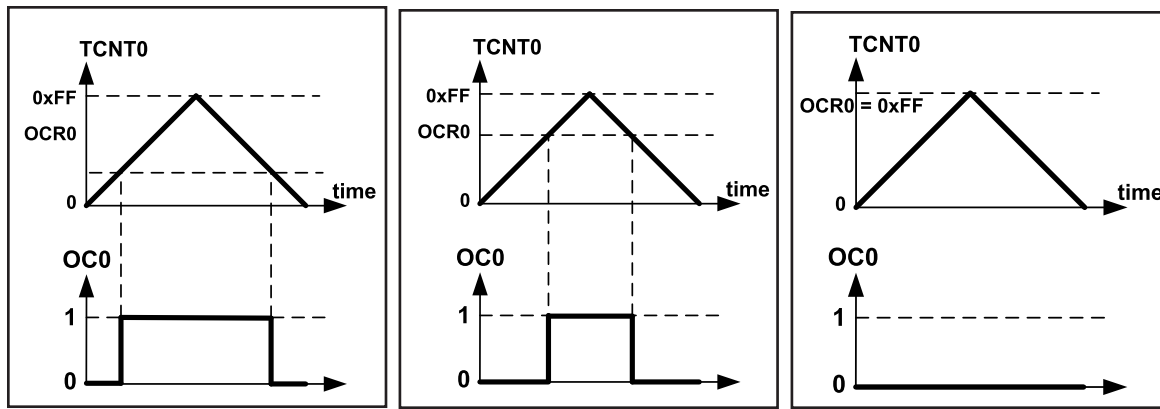 TCNT0
0xFF
OCR0
0
time
OC0
1
0
TCNT0
0xFF
OCR0
0
time
OC0
1
0
TCNT0
OCR0 = 0xFF
0
time
OC0
1
0